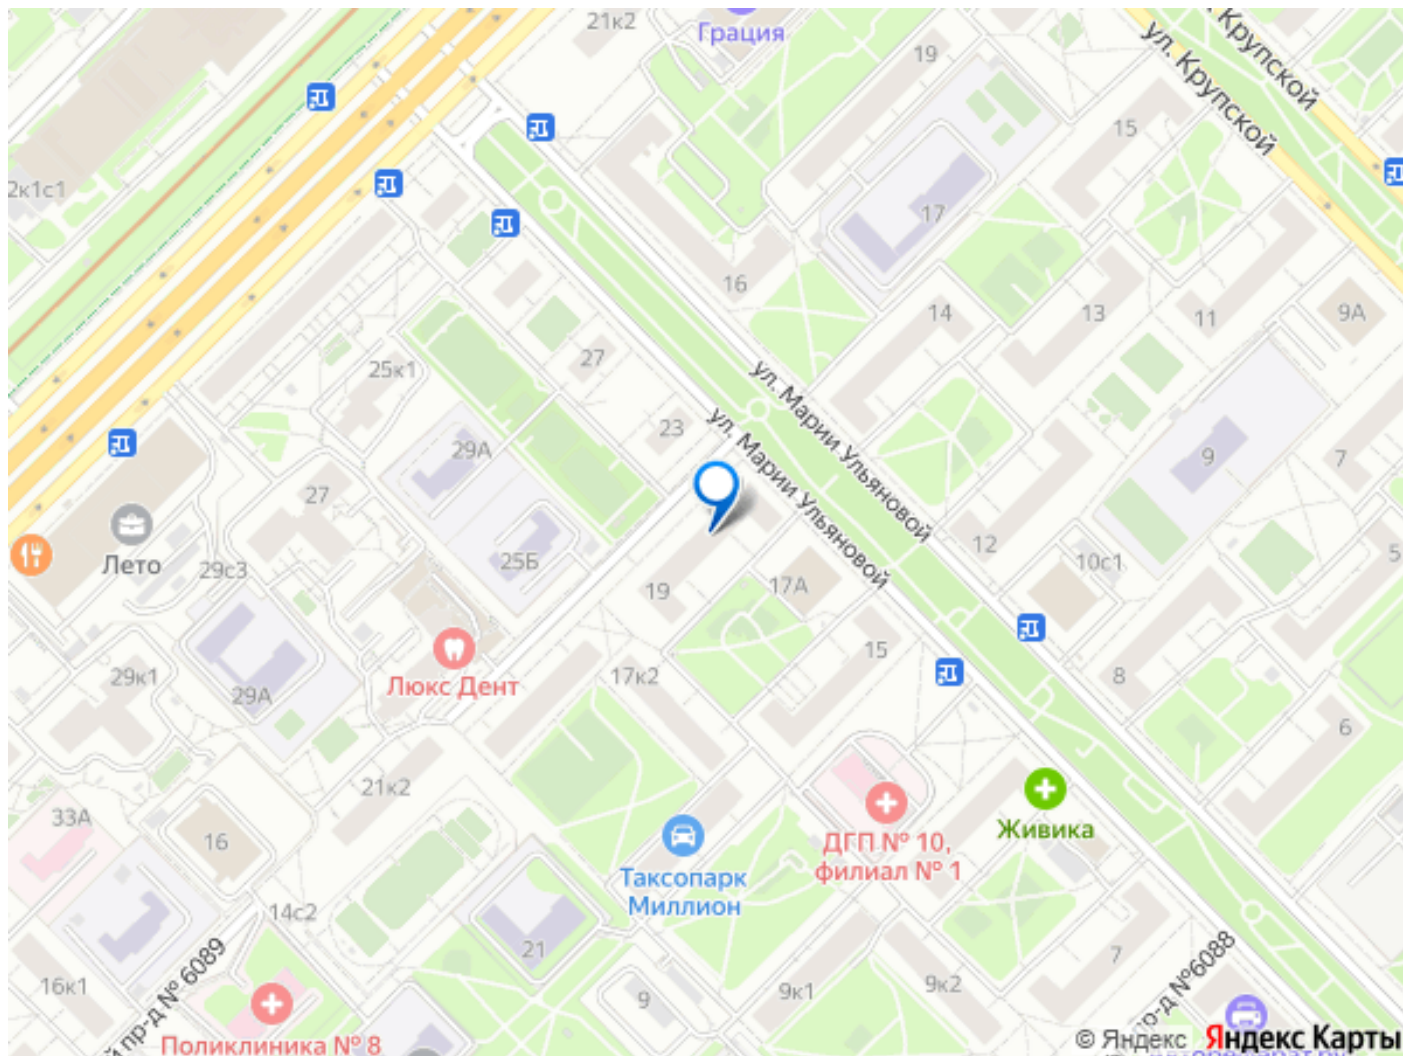 21к2
Грация
19
ул. Крупской
ул. Крупской
15
2к1с1
17
16
14
13
11
9А
25к1
27
ул. Марии Ульяновой
ул. Марии Ульяновой
23
29А
9
7
27
Лето
29с3
25Б
19
17А
12
10с1
5
29к1
29А
Люкс Дент
17к2
15
8
6
21к2
33А
16
ДГП № 10,
филиал № 1
Живика
Таксопарк
Миллион
14с2
21
пр-д № 6089
16к1
9
9к1
9к2
7
пр-д №6088
Поликлиника № 8
© Яндекс Яндекс Карты